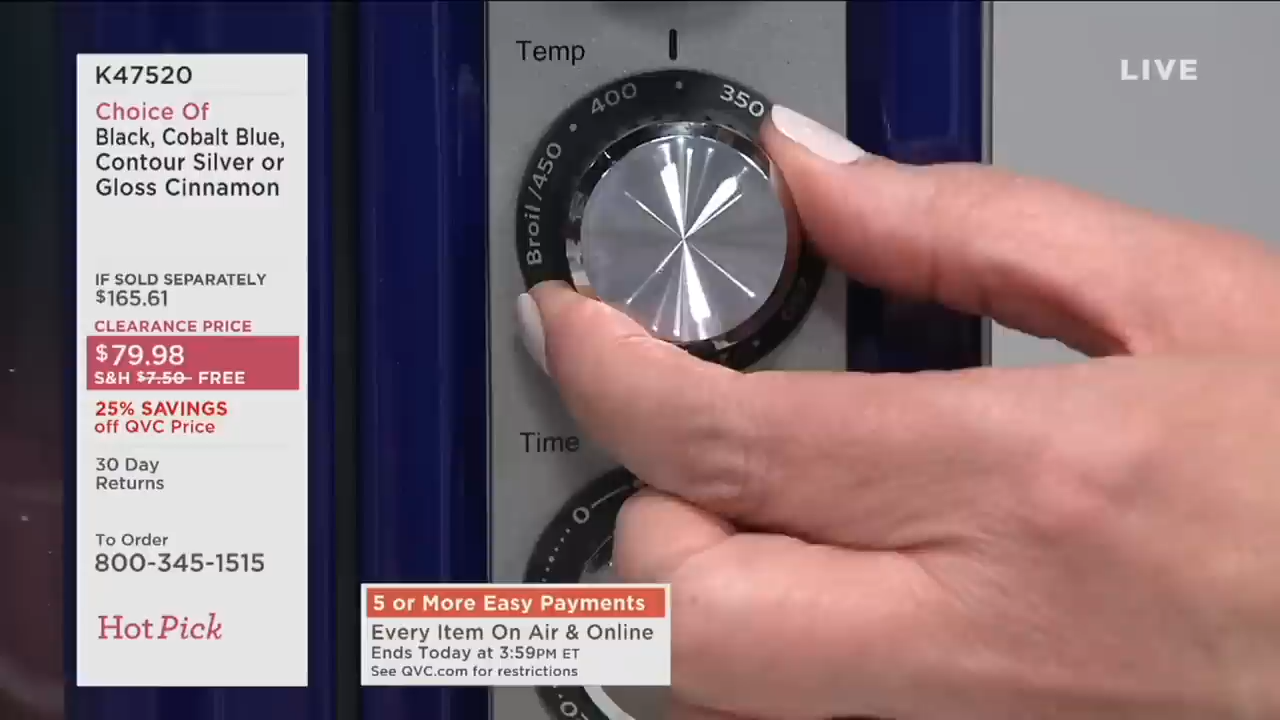 K47520
Choice Of
Black, Cobalt Blue,
Contour Silver or
Gloss Cinnamon
IF SOLD SEPARATELY
$165.61
CLEARANCE PRICE
$79.98
S&H $7.50 FREE
25% SAVINGS
off QVC Price
30 Day
Returns
To Order
800-345-1515
Hot Pick
5 or More Easy Payments
Every Item On Air & Online
Ends Today at 3:59PM ET
See QVC.com for restrictions
LIVE
Temp
Broil/450
400
350
Time
0